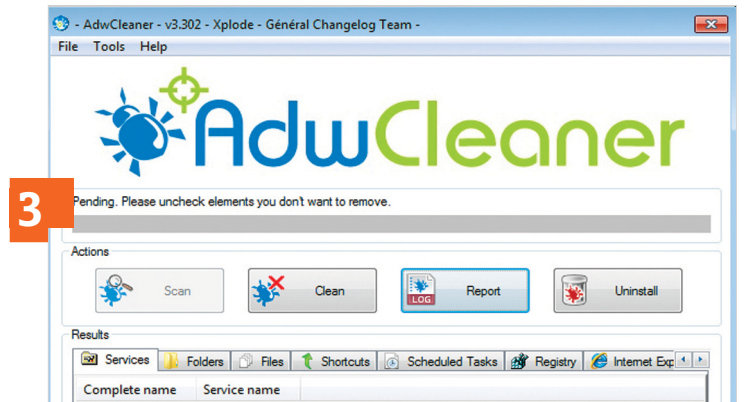 - AdwCleaner - v3.302 - Xplode - Général Changelog Team -
File Tools Help
AdwCleaner
3
Pending. Please uncheck elements you don't want to remove.
Actions
Scan Clean LOG Report Uninstall
Results
Services Folders Files Shortcuts Scheduled Tasks Registry Internet Exp
Complete name Service name